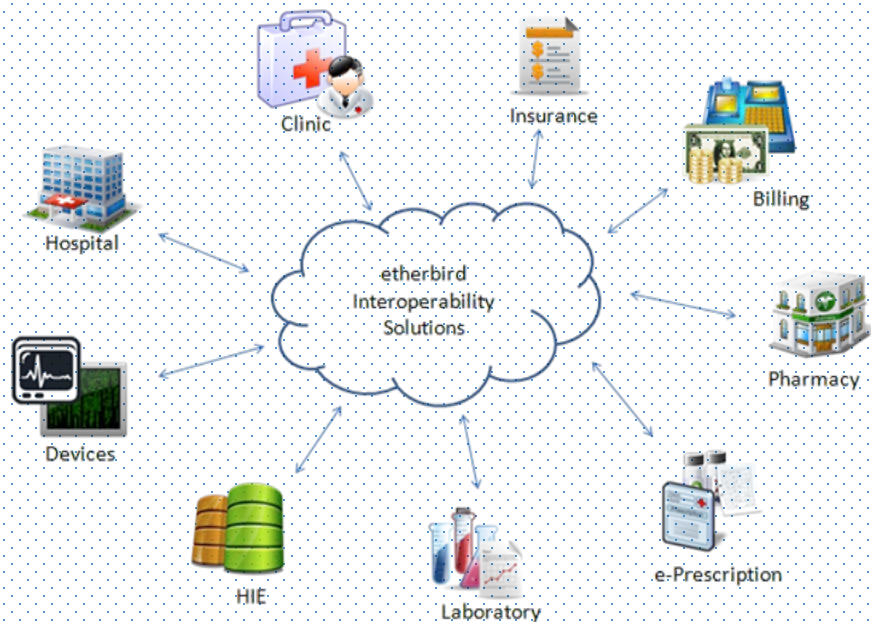 Clinic
Insurance
Billing
Hospital
etherbird
Interoperability
Solutions
Pharmacy
Devices
e-Prescription
HIE
Laboratory